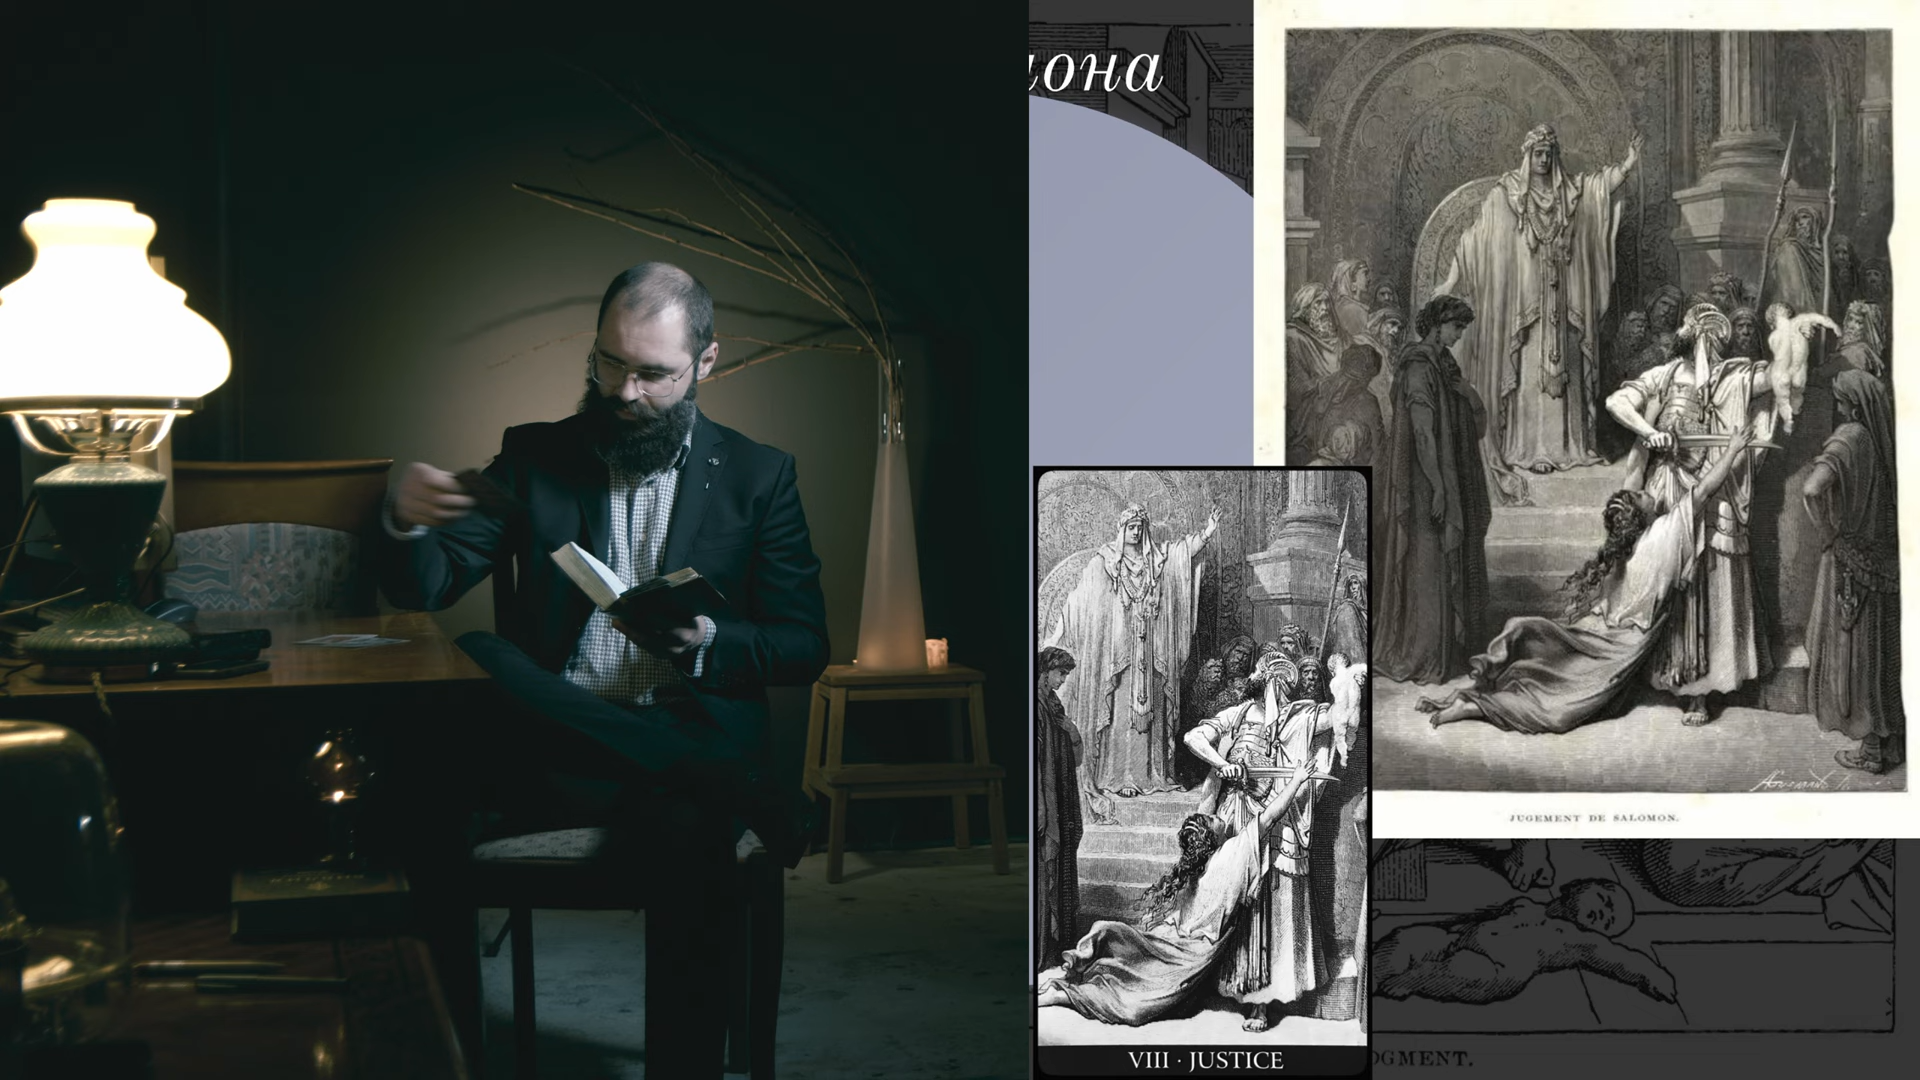 лона
JUGEMENT DE SALOMON.
VIII · JUSTICE
DGMENT.